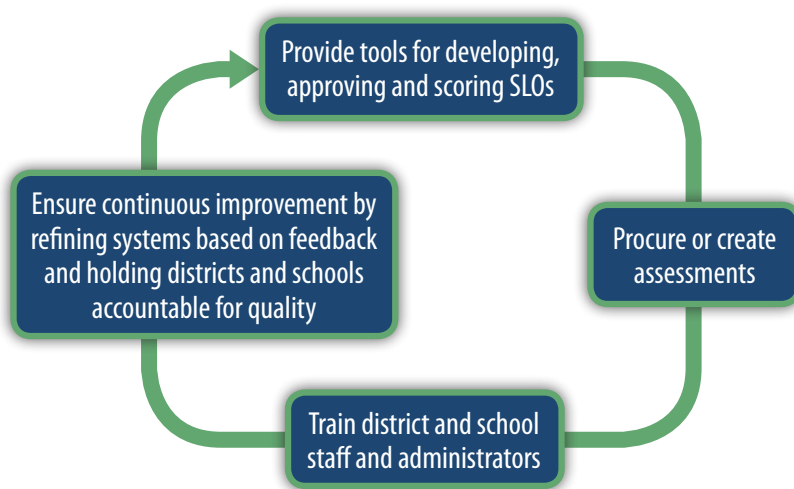 Provide tools for developing,
approving and scoring SLOs
Procure or create
assessments
Train district and school
staff and administrators
Ensure continuous improvement by
refining systems based on feedback
and holding districts and schools
accountable for quality